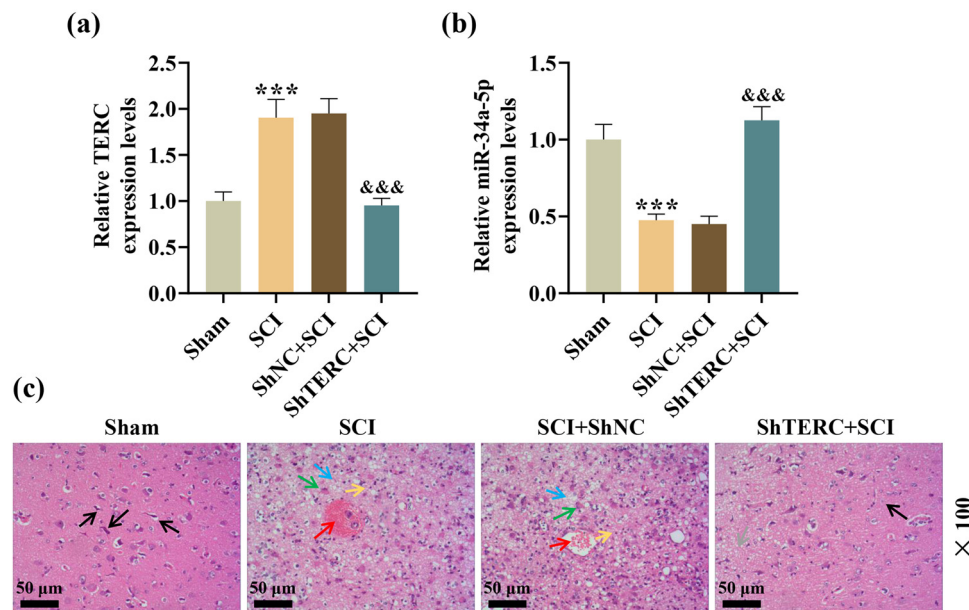 (a)
Relative TERC
expression levels
2.5
2.0
1.5
1.0
0.5
0.0
***
&&&
Sham
SCI
ShNC+SCI
ShTERC+SCI
(b)
Relative miR-34a-5p
expression levels
1.5
1.0
0.5
0.0
***
&&&
Sham
SCI
ShNC+SCI
ShTERC+SCI
(c)
Sham
SCI
SCI+ShNC
ShTERC+SCI
50 μm
50 μm
50 μm
50 μm
× 100